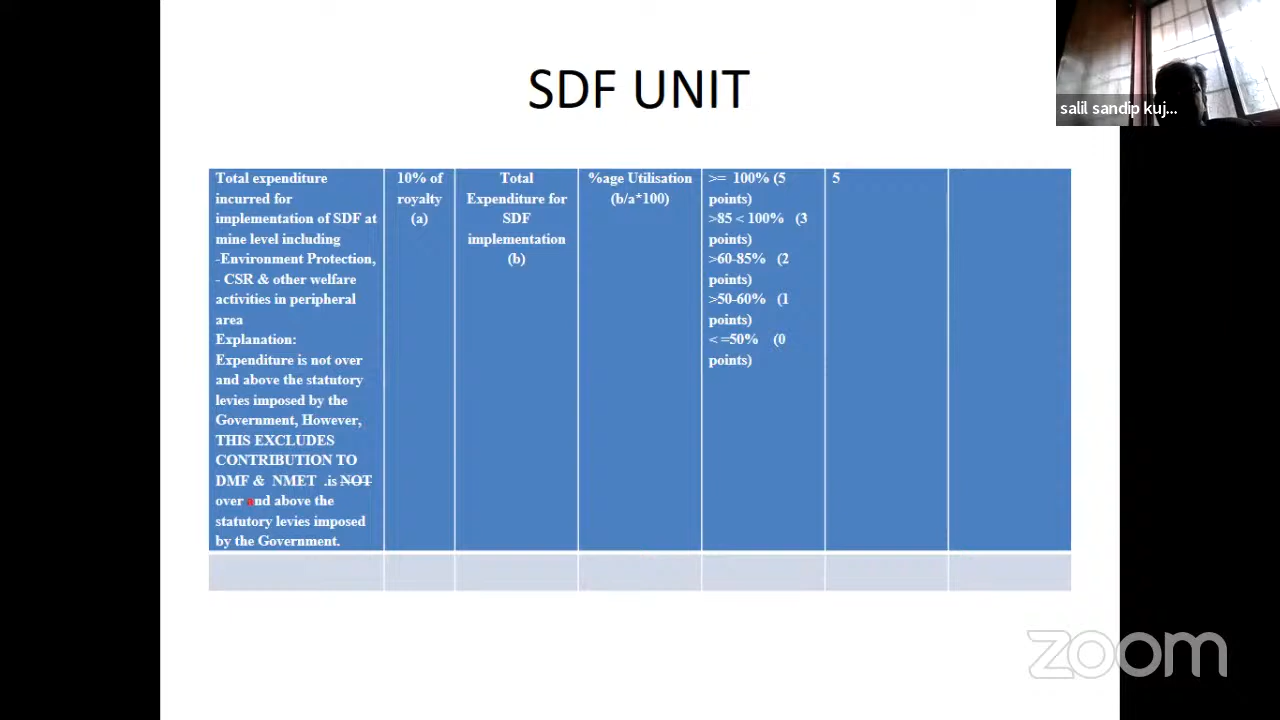 SDF UNIT
salil sandip kuj...
Total expenditure
incurred for
implementation of SDF at
mine level including
-Environment Protection,
- CSR & other welfare
activities in peripheral
area
Explanation:
Expenditure is not over
and above the statutory
levies imposed by the
Government, However,
THIS EXCLUDES
CONTRIBUTION TO
DMF & NMET .is NOT
over and above the
statutory levies imposed
by the Government.
10% of
royalty
(a)
Total
Expenditure for
SDF
implementation
(b)
%age Utilisation
(b/a*100)
>= 100% (5
points)
>85 < 100% (3
points)
>60-85% (2
points)
>50-60% (1
points)
< =50% (0
points)
5
zoom